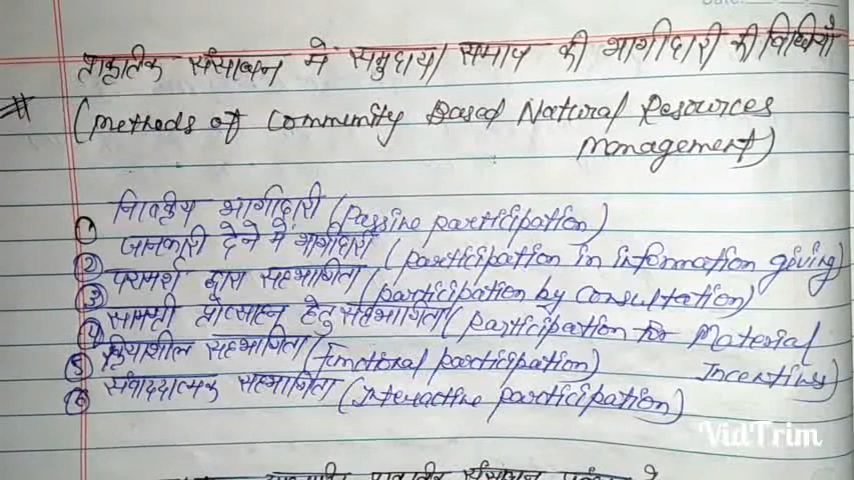 प्राकृतिक संसाधन में समुदाय/ समाज की भागीदारी की विधियाँ
(Methods of Community Based Natural Resources
Management)
① निष्क्रिय भागीदारी (Passive participation)
② जानकारी देने में भागीदारी (participation in information giving)
③ परामर्श द्वारा सहभागिता (participation by Consultation)
④ सामग्री प्रोत्साहन हेतु सहभागिता (participation for Material
Incentives)
⑤ क्रियाशील सहभागिता (Functional participation)
⑥ संवाददात्मक सहभागिता (Interactive participation)
VidTrim